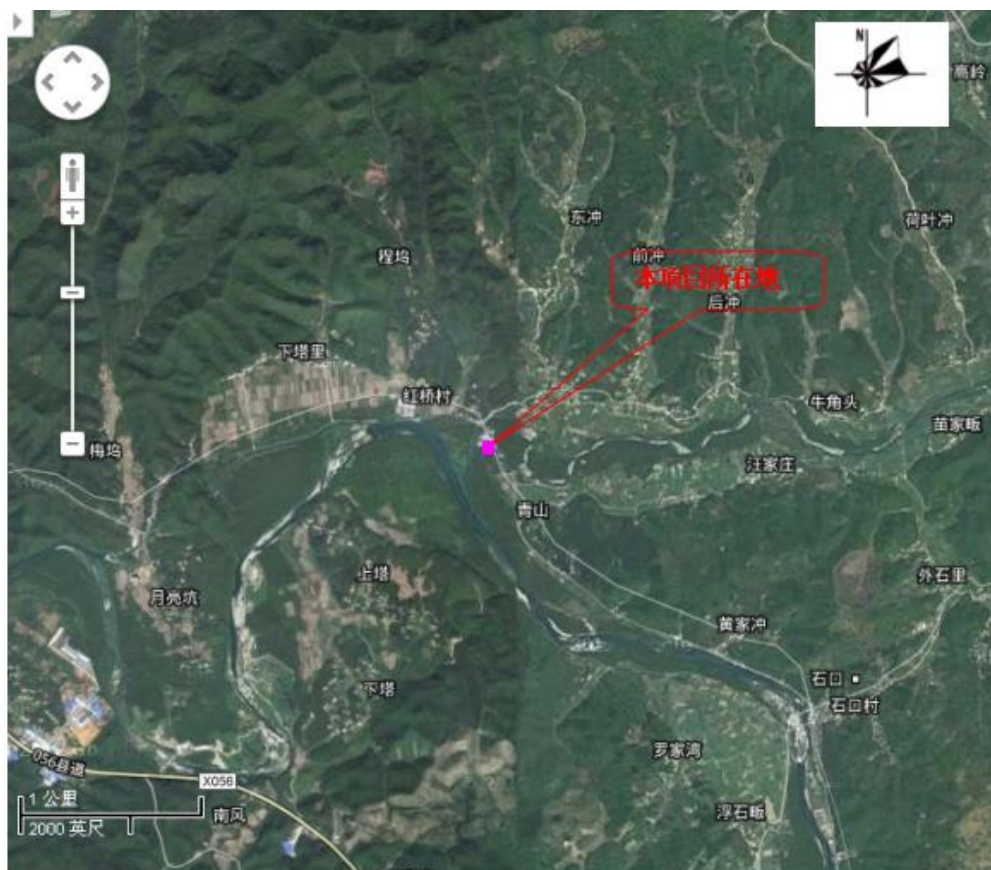 N
高岭
东冲
荷叶冲
前冲
程坞
本项目所在地
后冲
下塔里
红桥村
牛角头
苗家畈
梅坞
汪家庄
青山
上塔
外石里
月亮坑
黄家冲
石口
下塔
石口村
罗家湾
056县道
X056
1 公里
南风
浮石畈
2000 英尺